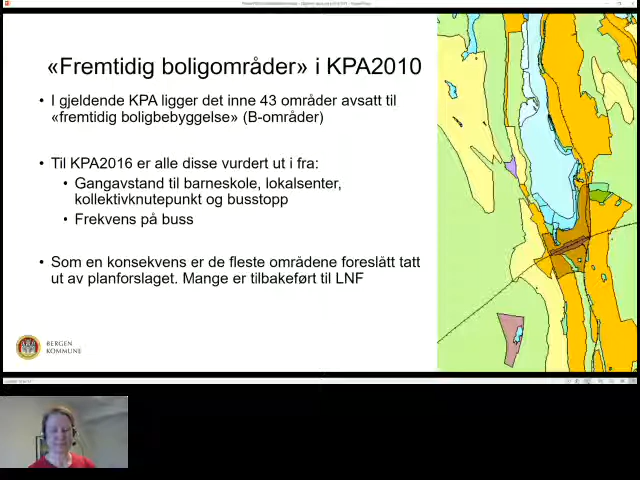 «Fremtidig boligområder» i KPA2010
• I gjeldende KPA ligger det inne 43 områder avsatt til
«fremtidig boligbebyggelse» (B-områder)
• Til KPA2016 er alle disse vurdert ut i fra:
• Gangavstand til barneskole, lokalsenter,
kollektivknutepunkt og busstopp
• Frekvens på buss
• Som en konsekvens er de fleste områdene foreslått tatt
ut av planforslaget. Mange er tilbakeført til LNF
BERGEN
KOMMUNE